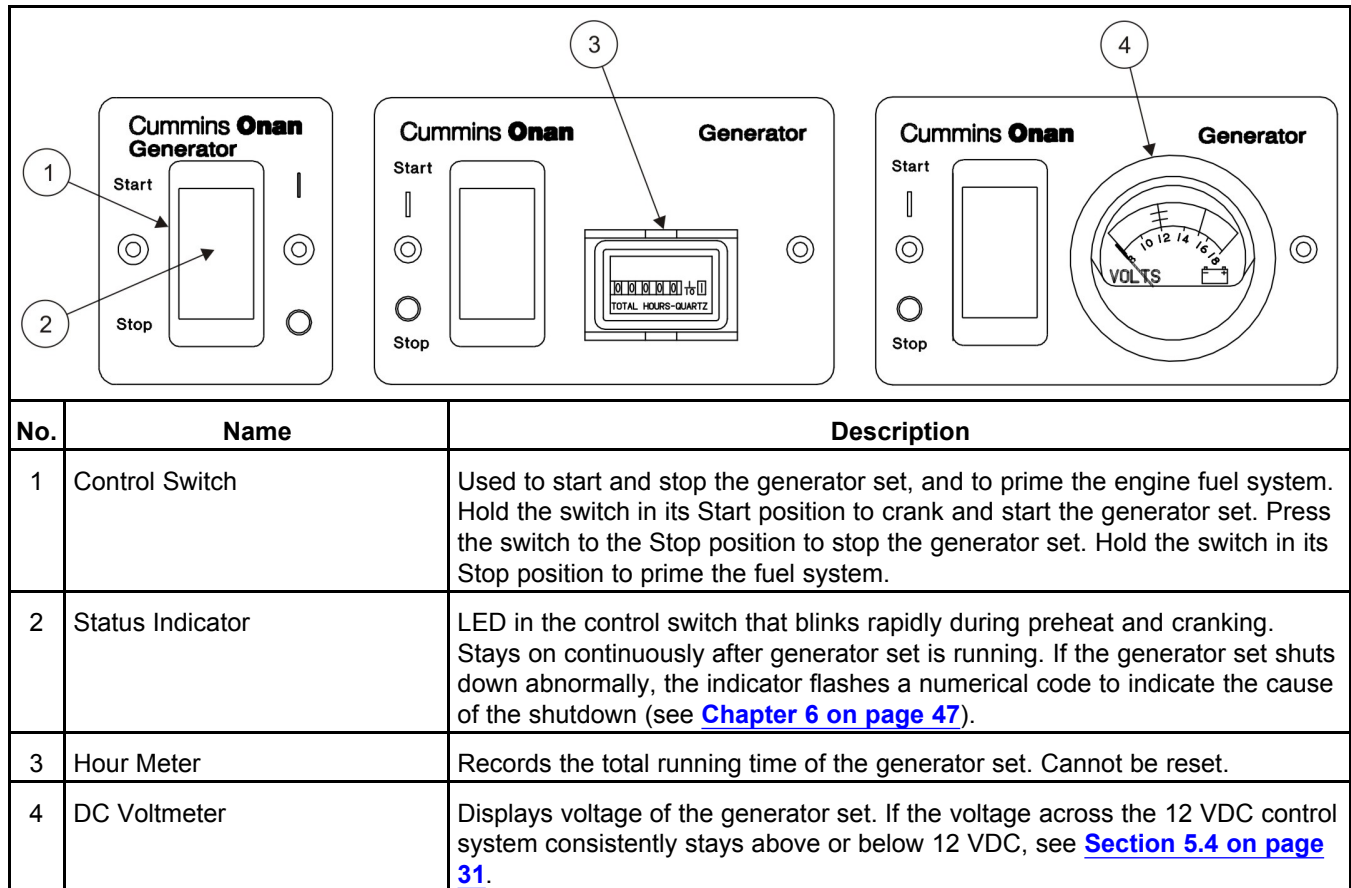 3
4
Cummins Onan
Generator
1
Start
2
Stop
Cummins Onan Generator
Start
Stop
00000 1/10 1
TOTAL HOURS-QUARTZ
Cummins Onan Generator
Start
Stop
8 10 12 14 16 18
VOLTS
No. Name Description
1 Control Switch Used to start and stop the generator set, and to prime the engine fuel system.
Hold the switch in its Start position to crank and start the generator set. Press
the switch to the Stop position to stop the generator set. Hold the switch in its
Stop position to prime the fuel system.
2 Status Indicator LED in the control switch that blinks rapidly during preheat and cranking.
Stays on continuously after generator set is running. If the generator set shuts
down abnormally, the indicator flashes a numerical code to indicate the cause
of the shutdown (see Chapter 6 on page 47).
3 Hour Meter Records the total running time of the generator set. Cannot be reset.
4 DC Voltmeter Displays voltage of the generator set. If the voltage across the 12 VDC control
system consistently stays above or below 12 VDC, see Section 5.4 on page
31.